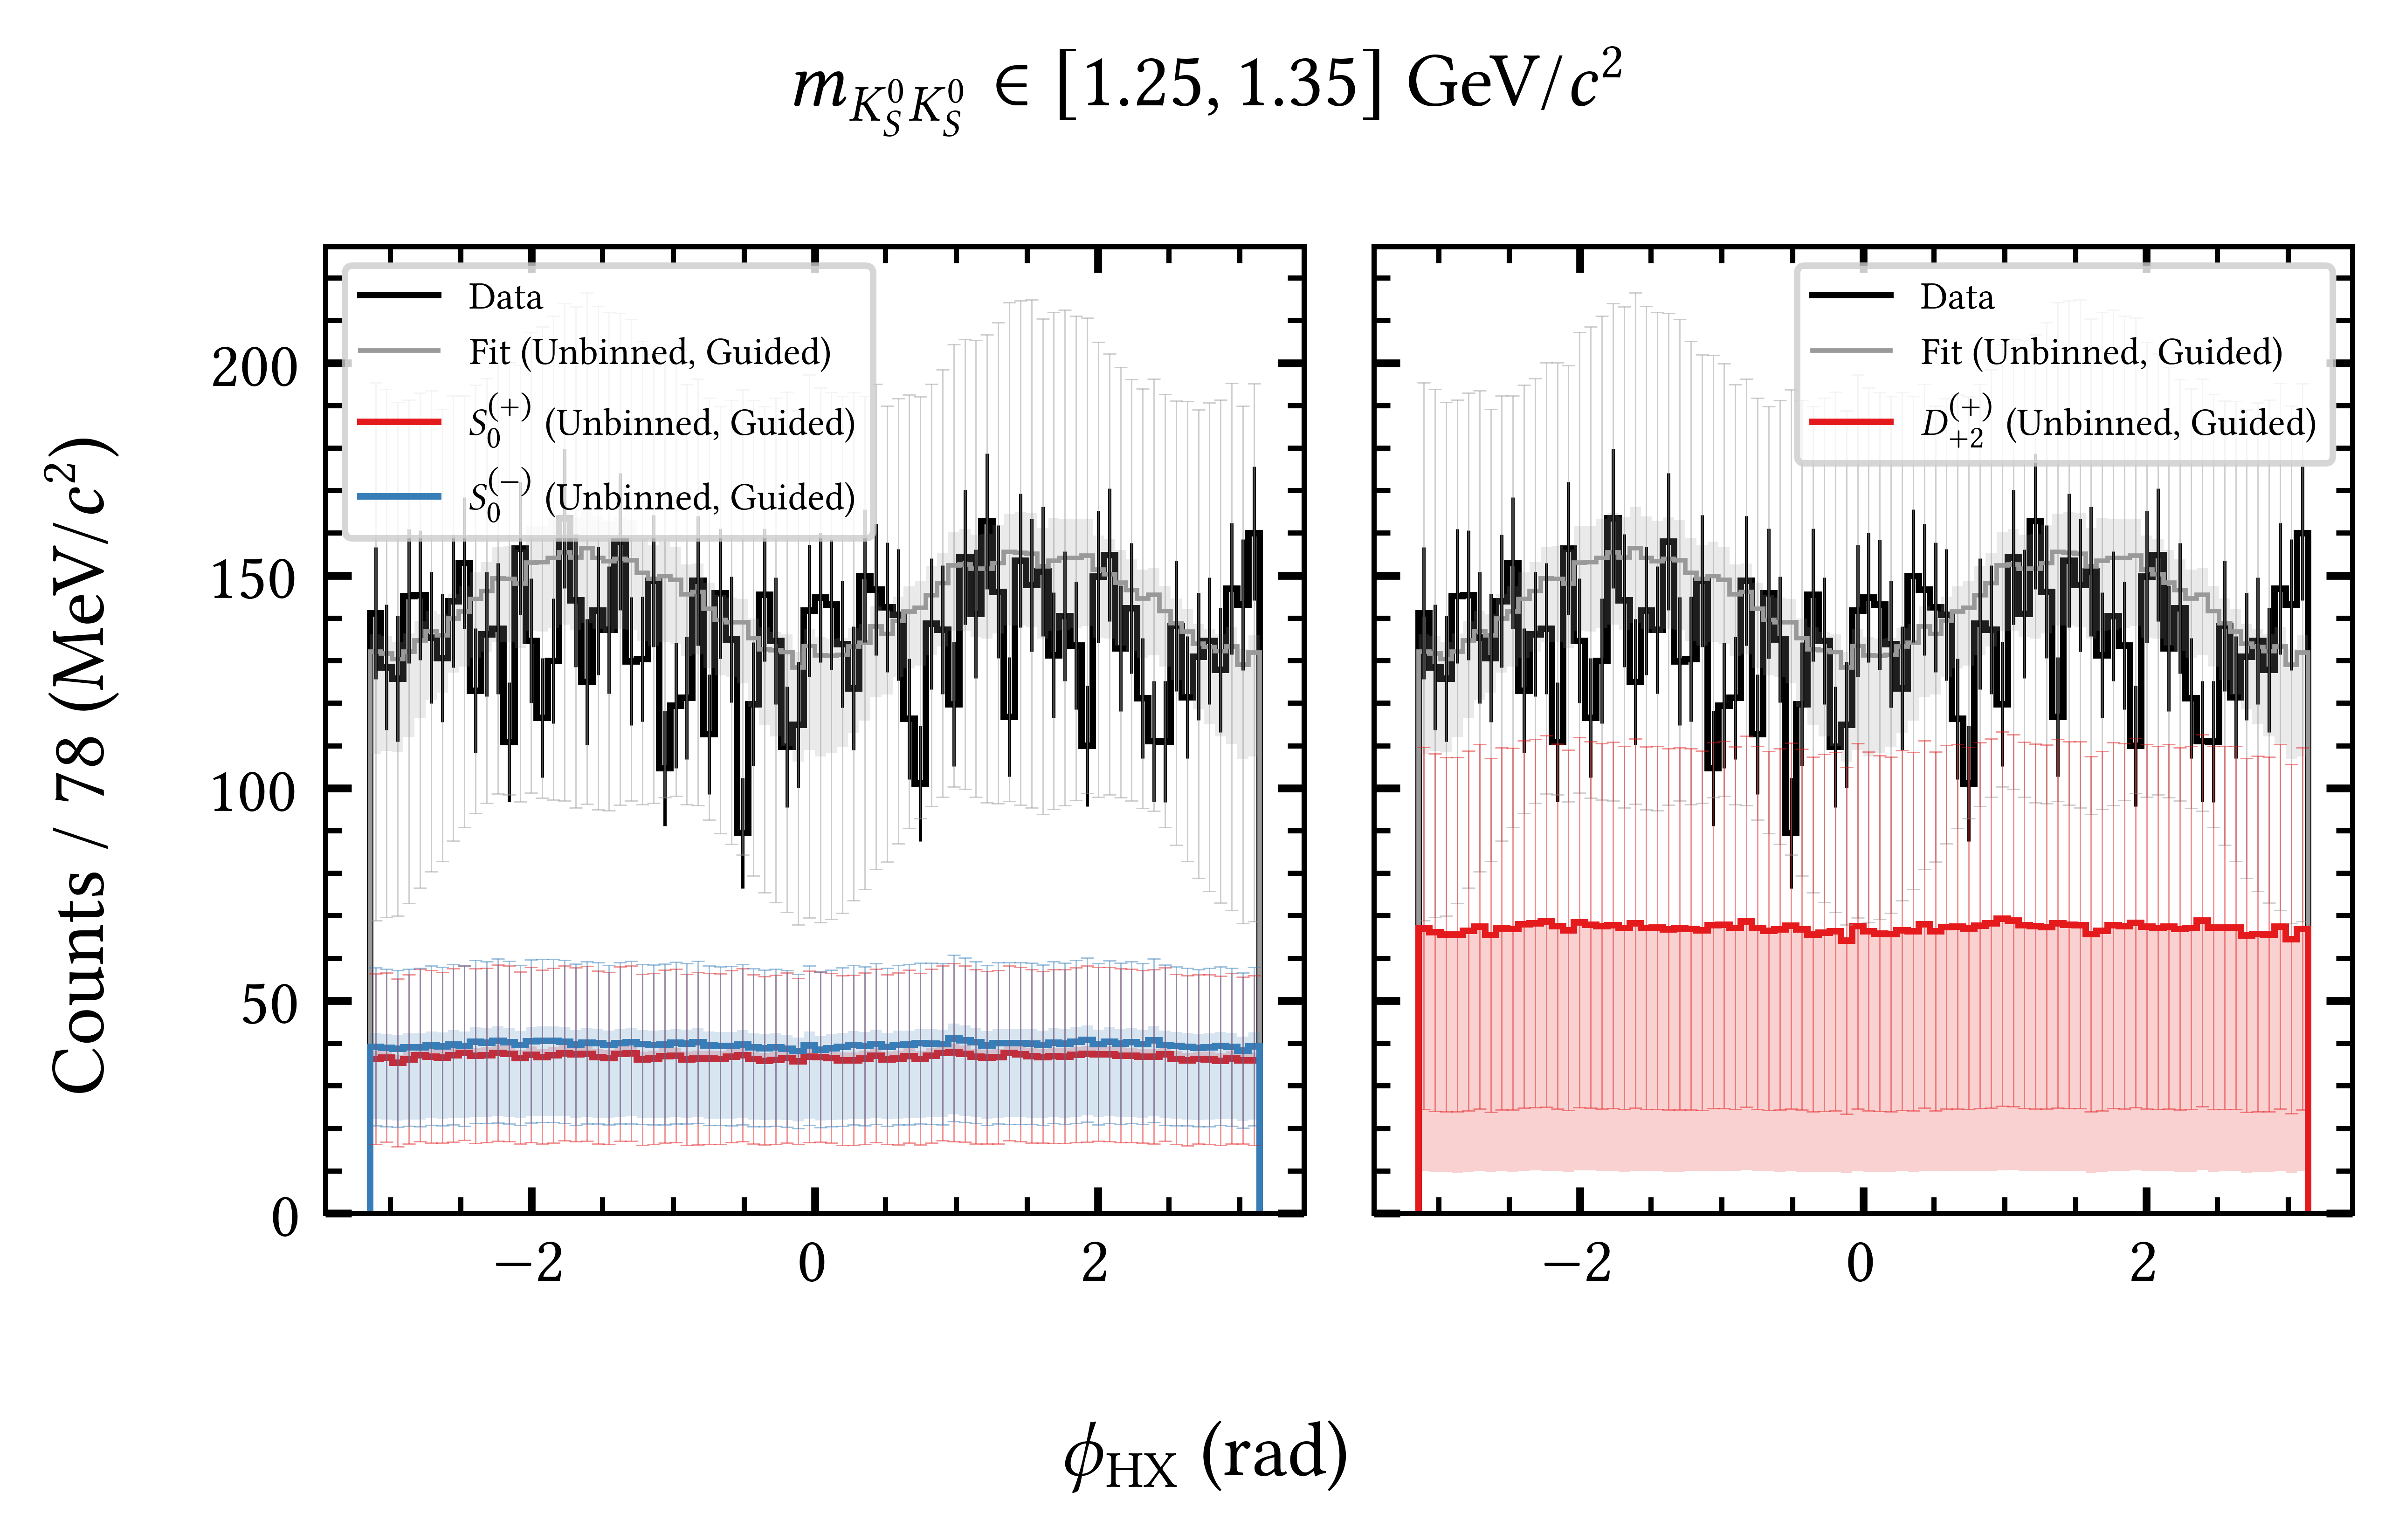 m_{K_S^0 K_S^0} ∈ [1.25, 1.35] GeV/c²
Counts / 78 (MeV/c²)
200
150
100
50
0
Data
Fit (Unbinned, Guided)
S_0^{(+)} (Unbinned, Guided)
S_0^{(−)} (Unbinned, Guided)
−2 0 2
Data
Fit (Unbinned, Guided)
D_{+2}^{(+)} (Unbinned, Guided)
−2 0 2
ϕ_{HX} (rad)